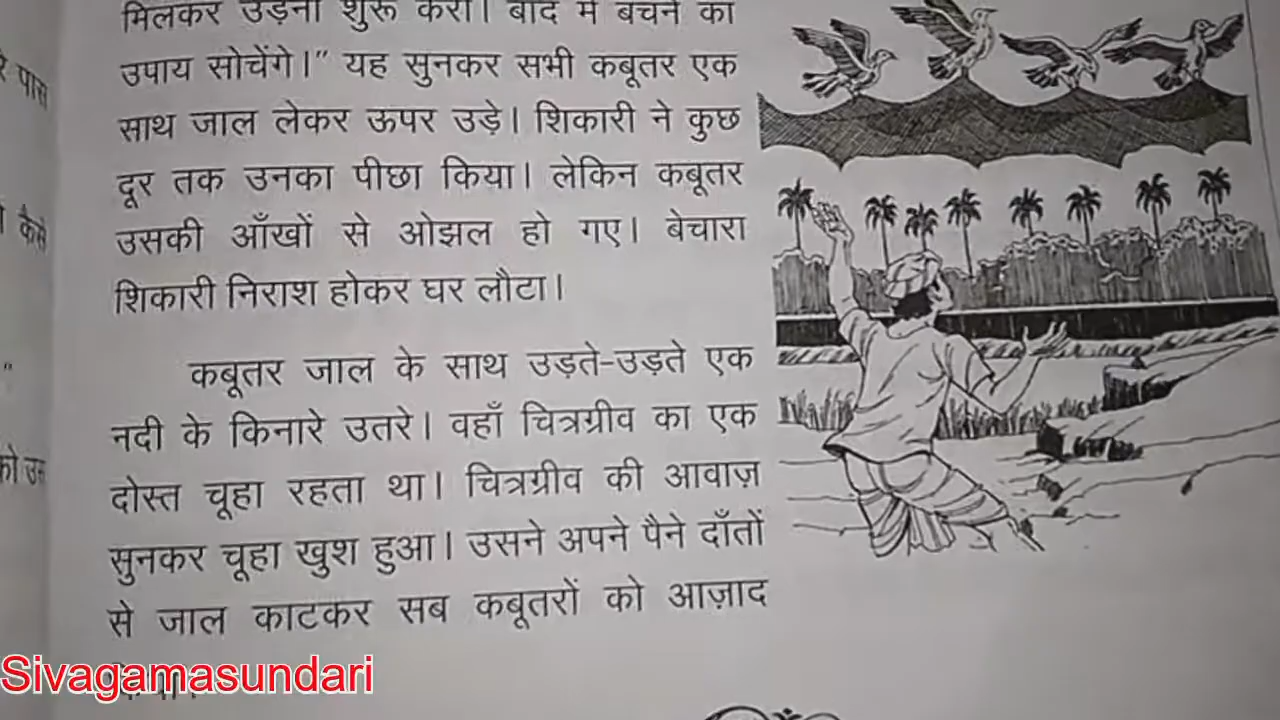 मिलकर उड़ना शुरू करो। बाद में बचने का
उपाय सोचेंगे।" यह सुनकर सभी कबूतर एक
साथ जाल लेकर ऊपर उड़े। शिकारी ने कुछ
दूर तक उनका पीछा किया। लेकिन कबूतर
उसकी आँखों से ओझल हो गए। बेचारा
शिकारी निराश होकर घर लौटा।
कबूतर जाल के साथ उड़ते-उड़ते एक
नदी के किनारे उतरे। वहाँ चित्रग्रीव का एक
दोस्त चूहा रहता था। चित्रग्रीव की आवाज़
सुनकर चूहा खुश हुआ। उसने अपने पैने दाँतों
से जाल काटकर सब कबूतरों को आज़ाद
Sivagamasundari
पास
कैसे
"
को उस